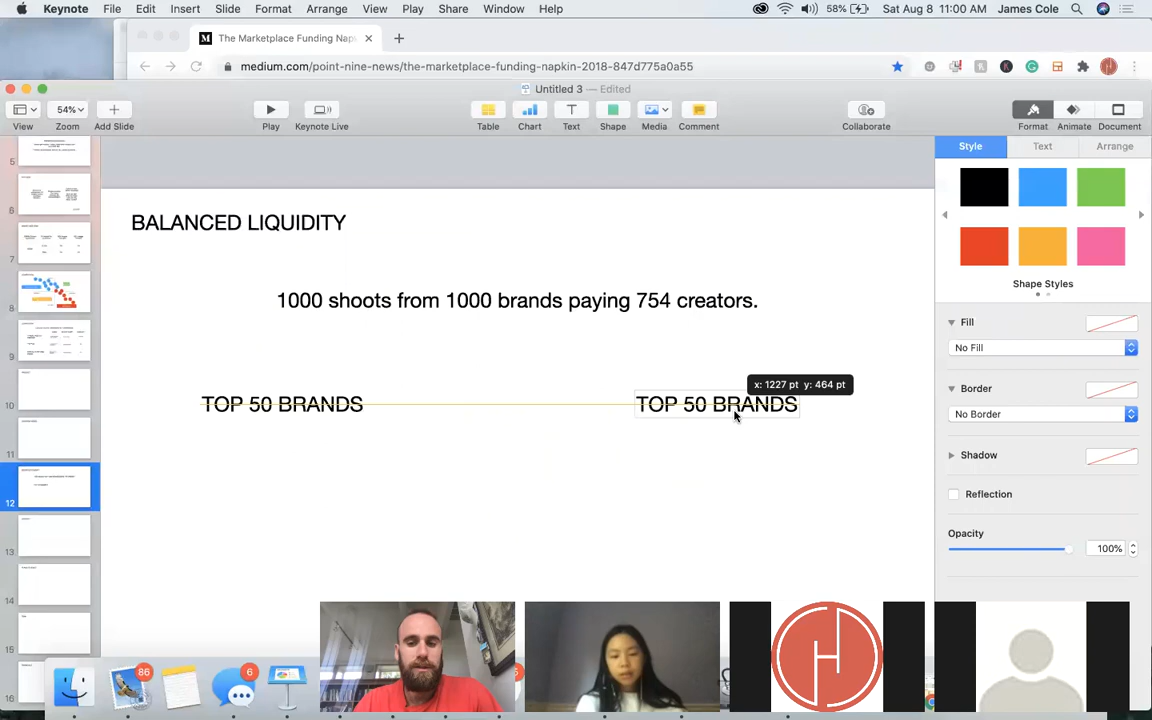 Keynote File Edit Insert Slide Format Arrange View Play Share Window Help 58% Sat Aug 8 11:00 AM James Cole
M The Marketplace Funding Nap
medium.com/point-nine-news/the-marketplace-funding-napkin-2018-847d775a0a55
Untitled 3 — Edited
54%
View Zoom Add Slide Play Keynote Live Table Chart Text Shape Media Comment Collaborate Format Animate Document
Style Text Arrange
BALANCED LIQUIDITY
1000 shoots from 1000 brands paying 754 creators.
x: 1227 pt y: 464 pt
TOP 50 BRANDS TOP 50 BRANDS
Shape Styles
Fill
No Fill
Border
No Border
Shadow
Reflection
Opacity
100%
5
6
7
8
9
10
11
12
13
14
15
16
86
6
H